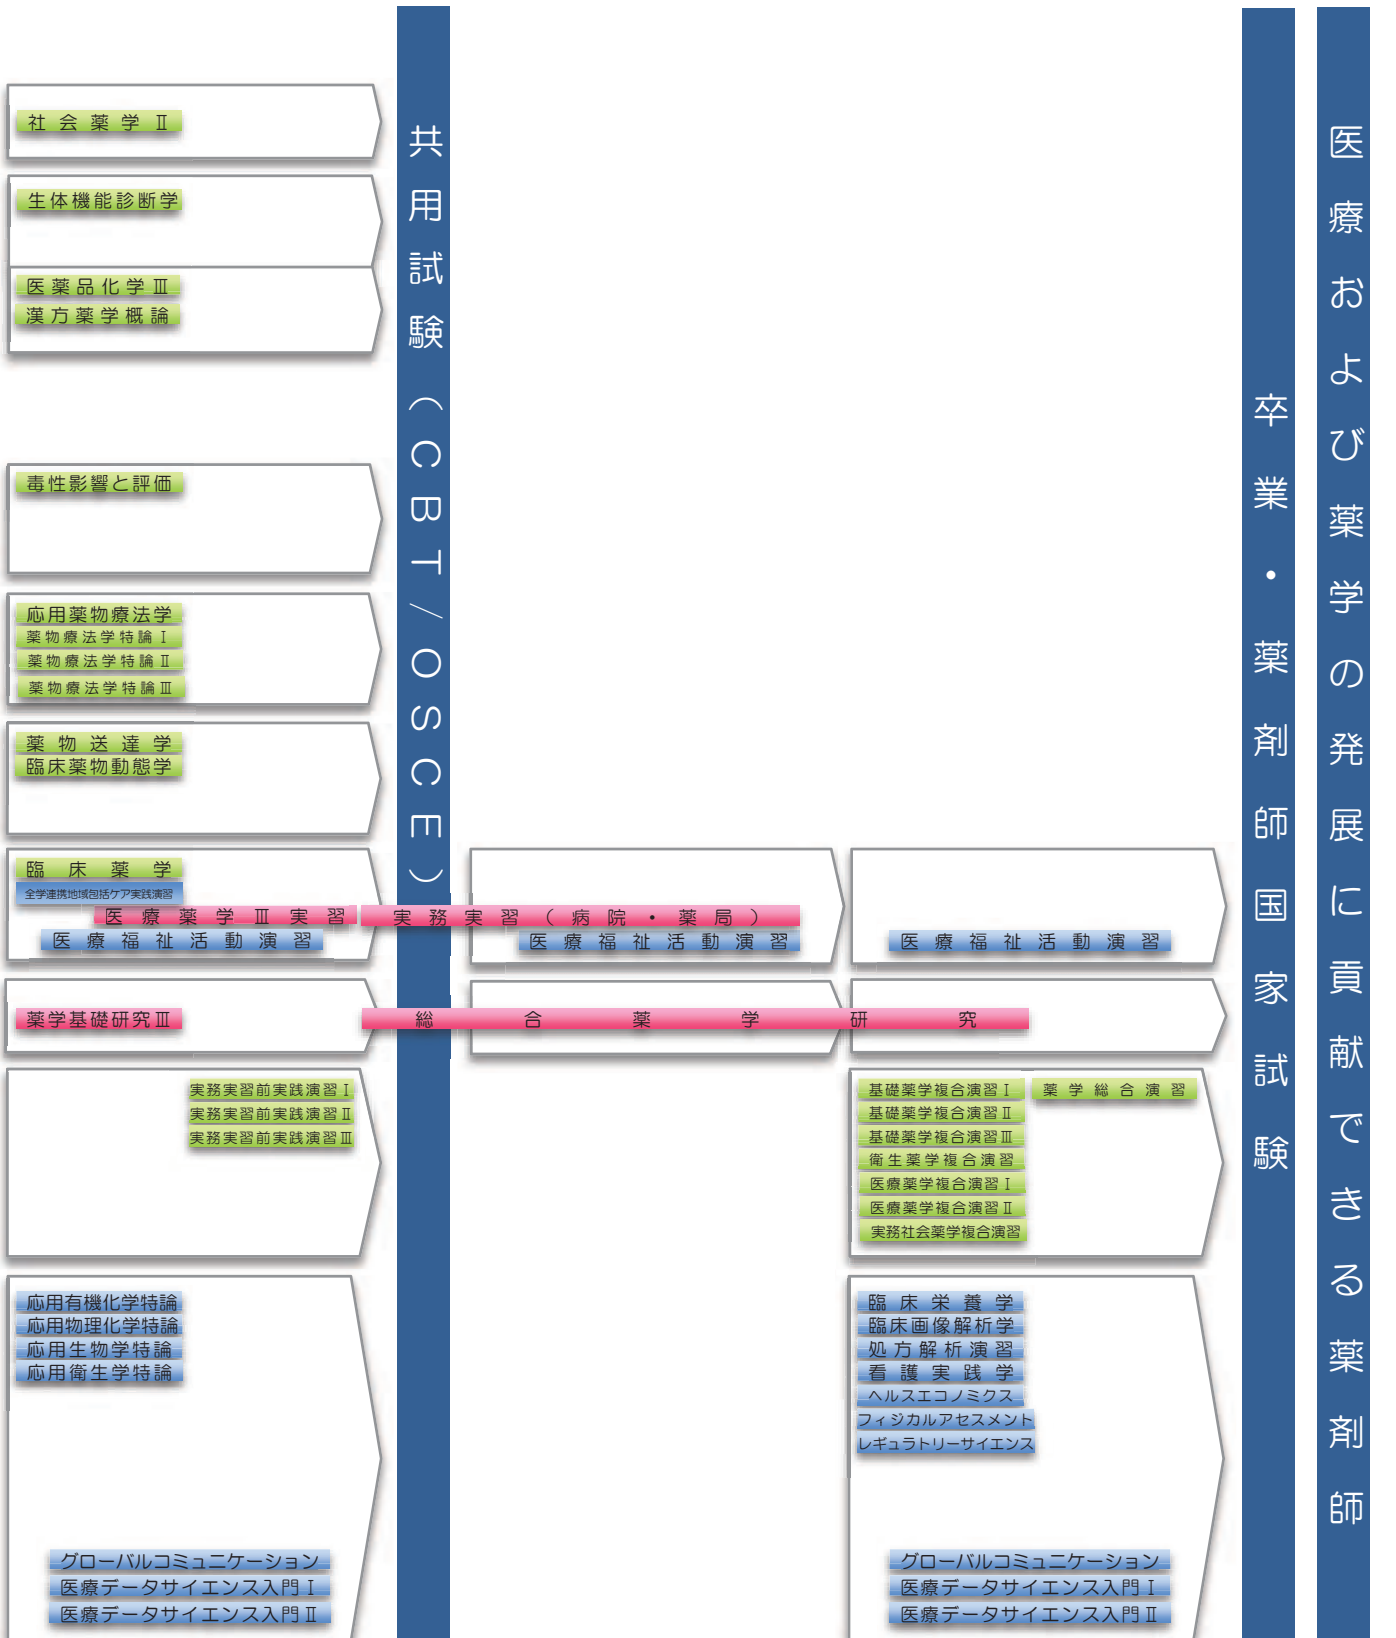 社会薬学Ⅱ
生体機能診断学
医薬品化学Ⅲ
漢方薬学概論
毒性影響と評価
応用薬物療法学
薬物療法学特論Ⅰ
薬物療法学特論Ⅱ
薬物療法学特論Ⅲ
薬物送達学
臨床薬物動態学
臨床薬学
全学連携地域包括ケア実践演習
医療薬学Ⅲ実習
医療福祉活動演習
薬学基礎研究Ⅲ
実務実習前実践演習Ⅰ
実務実習前実践演習Ⅱ
実務実習前実践演習Ⅲ
応用有機化学特論
応用物理化学特論
応用生物学特論
応用衛生学特論
グローバルコミュニケーション
医療データサイエンス入門Ⅰ
医療データサイエンス入門Ⅱ
共用試験（CBT/OSCE）
実務実習（病院・薬局）
医療福祉活動演習
総合薬学研究
医療福祉活動演習
基礎薬学複合演習Ⅰ
基礎薬学複合演習Ⅱ
基礎薬学複合演習Ⅲ
衛生薬学複合演習
医療薬学複合演習Ⅰ
医療薬学複合演習Ⅱ
実務社会薬学複合演習
薬学総合演習
臨床栄養学
臨床画像解析学
処方解析演習
看護実践学
ヘルスエコノミクス
フィジカルアセスメント
レギュラトリーサイエンス
グローバルコミュニケーション
医療データサイエンス入門Ⅰ
医療データサイエンス入門Ⅱ
卒業・薬剤師国家試験
医療および薬学の発展に貢献できる薬剤師